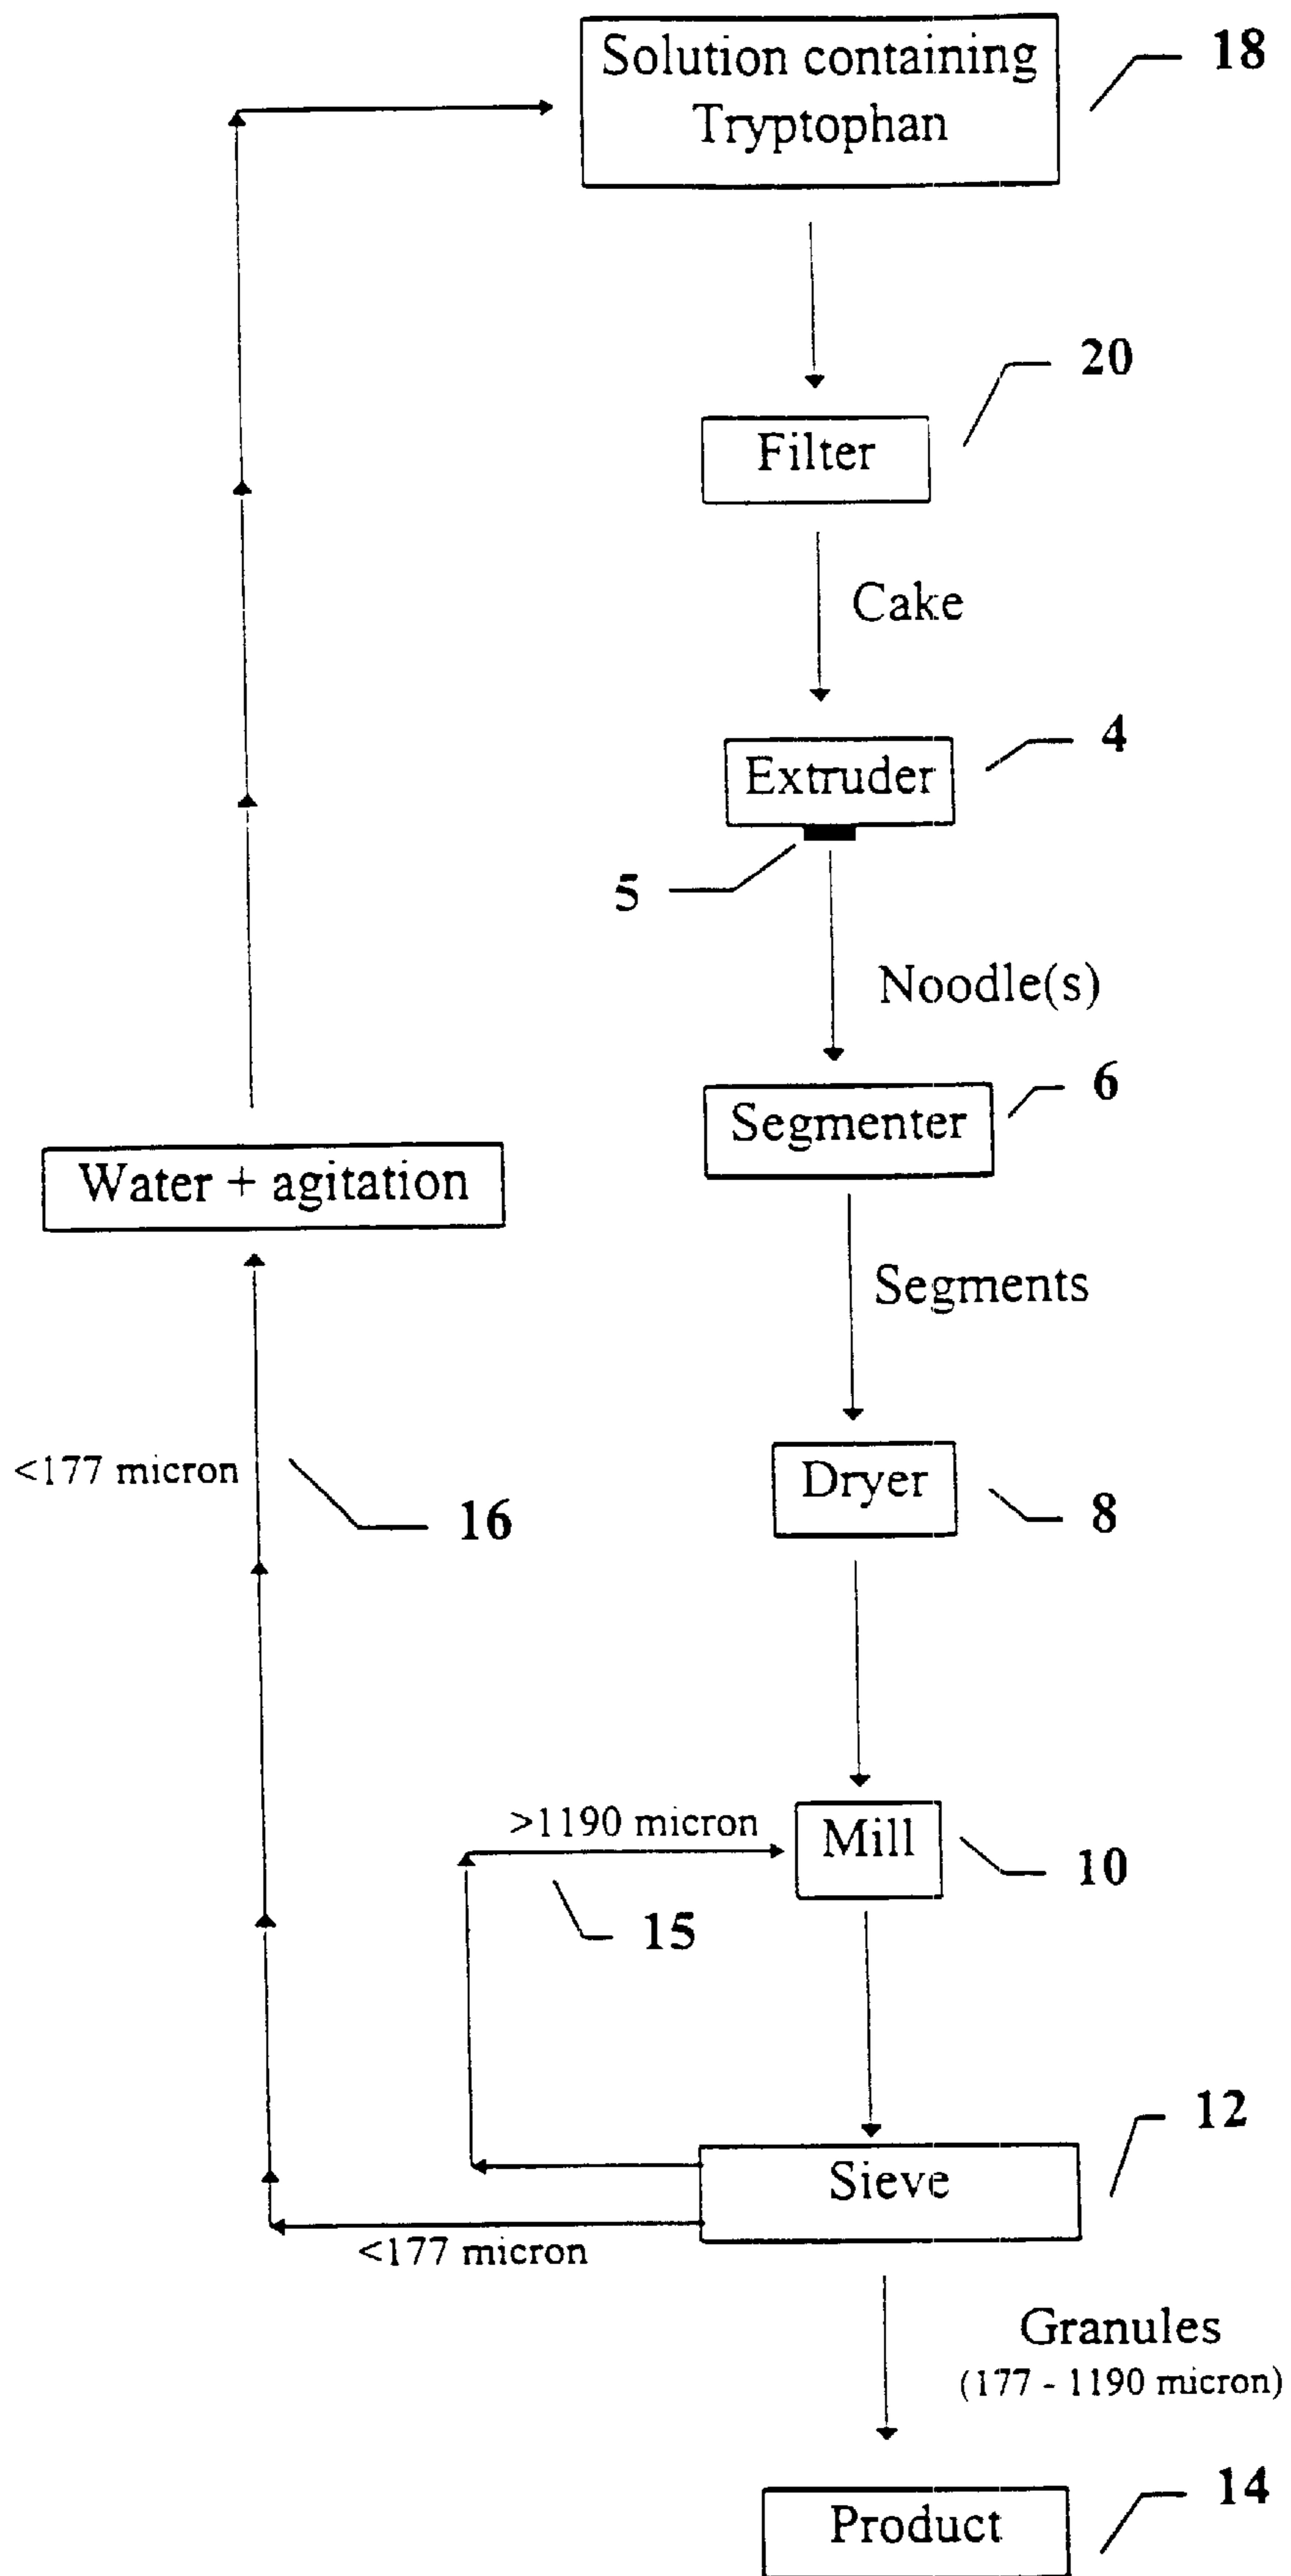 Solution containing
Tryptophan
18
20
Filter
Cake
4
Extruder
5
Noodle(s)
6
Segmenter
Water + agitation
Segments
<177 micron
16
Dryer
8
>1190 micron
Mill
10
15
12
Sieve
<177 micron
Granules
(177 - 1190 micron)
14
Product